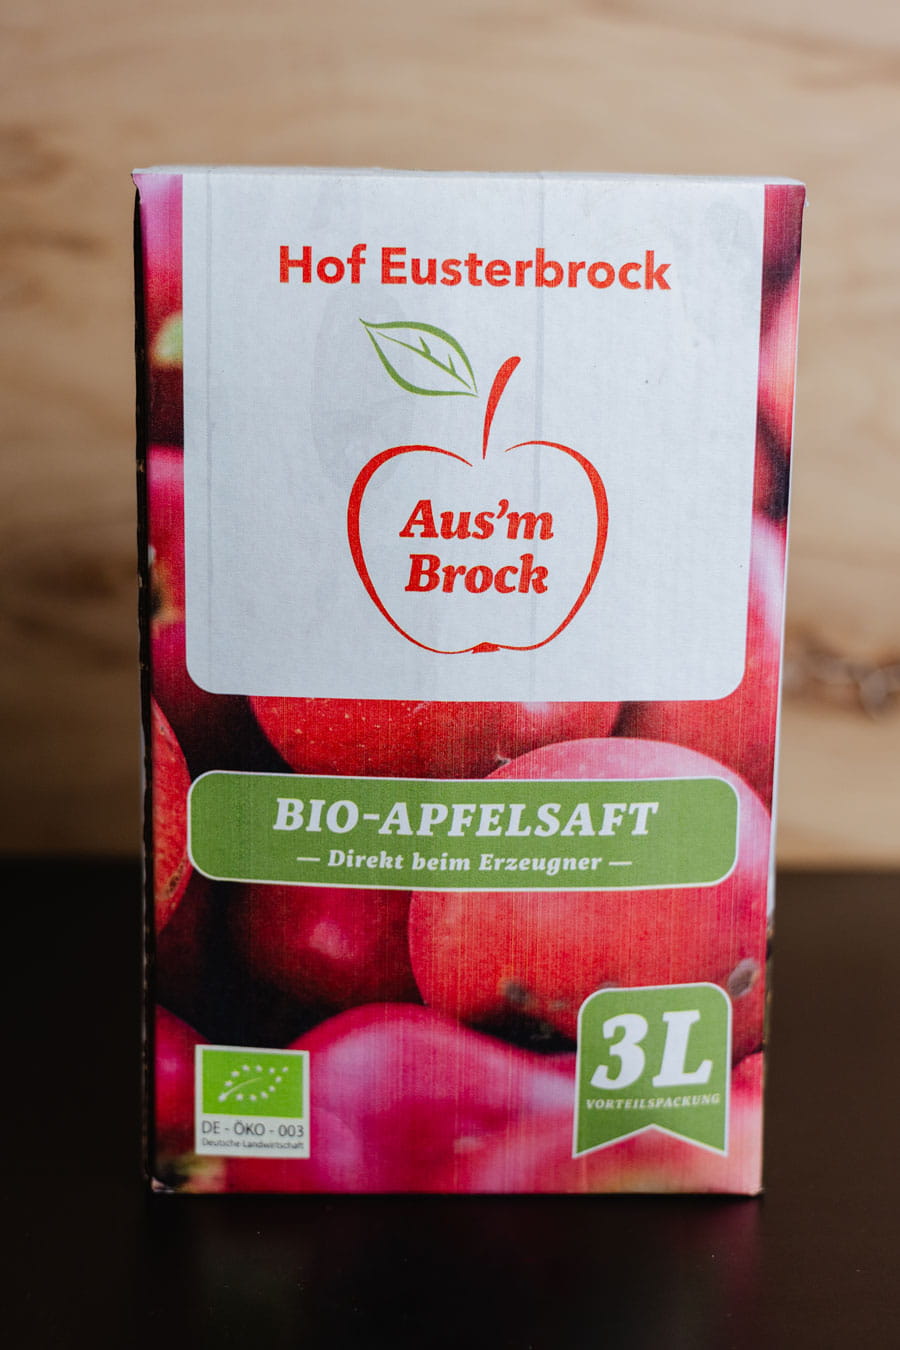 Hof Eusterbrock
Aus'm
Brock
BIO-APFELSAFT
— Direkt beim Erzeugner —
3L
VORTEILSPACKUNG
DE - ÖKO - 003
Deutsche Landwirtschaft